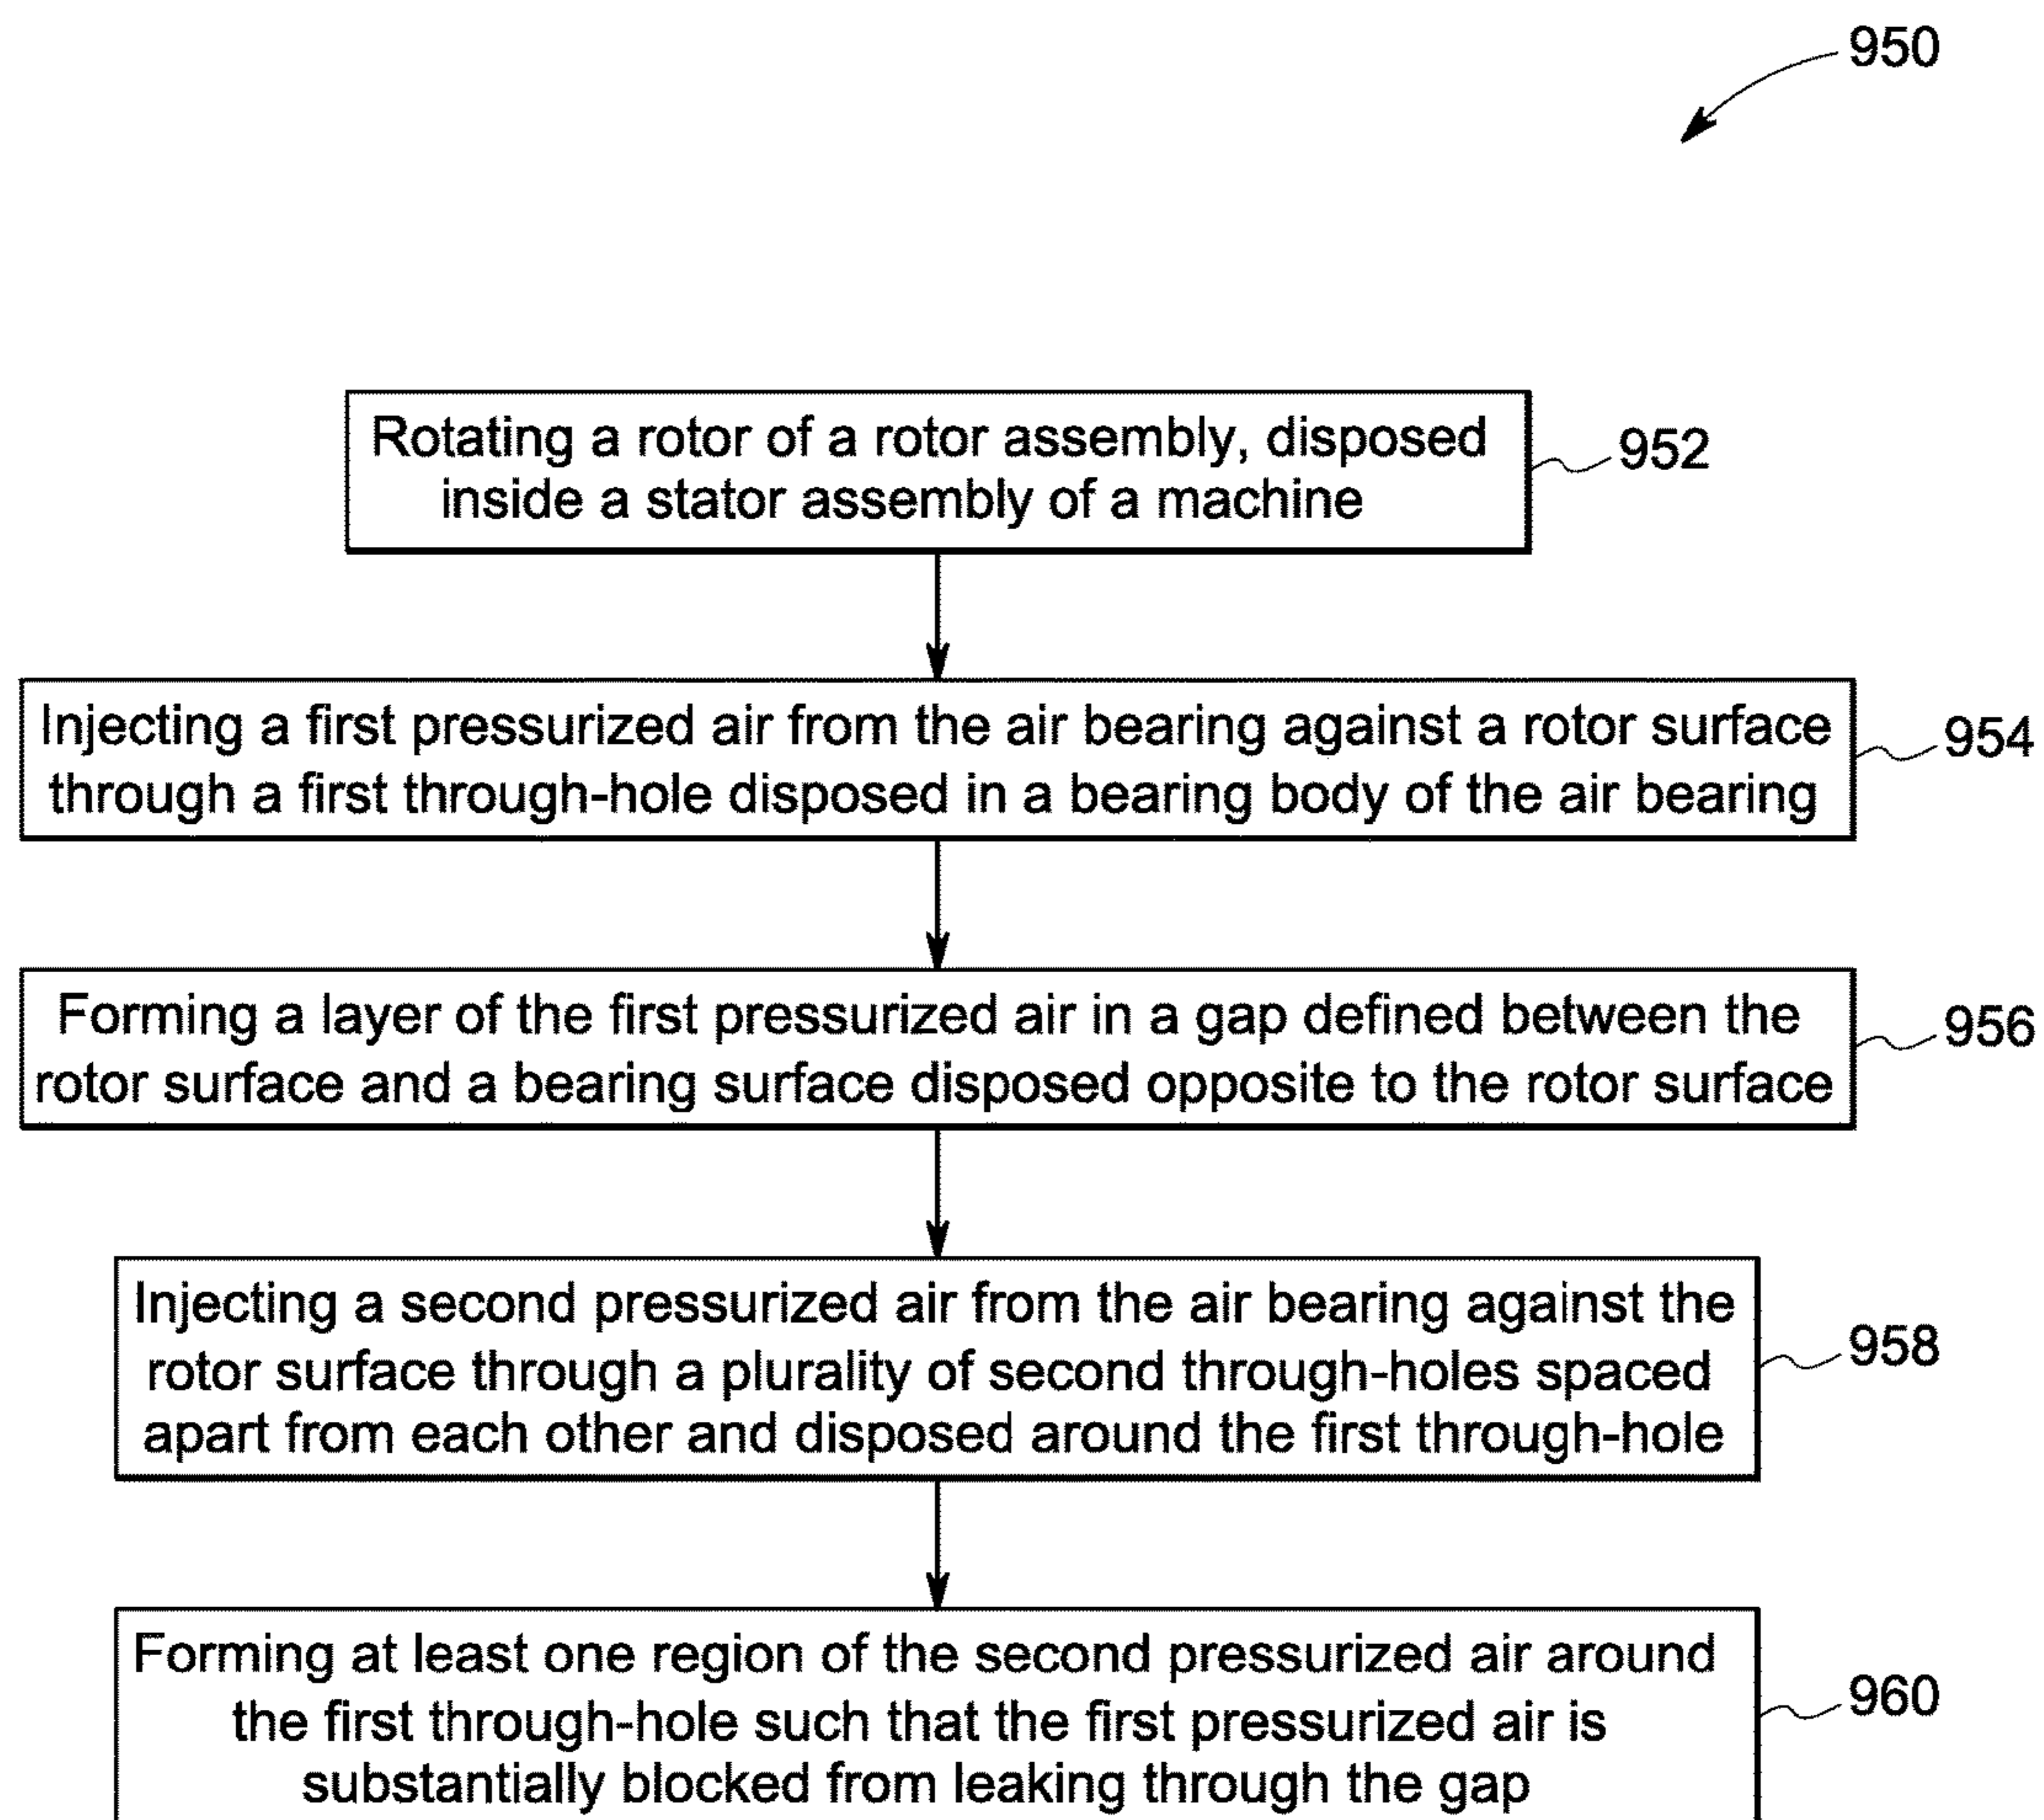 950
Rotating a rotor of a rotor assembly, disposed
inside a stator assembly of a machine
952
Injecting a first pressurized air from the air bearing against a rotor surface
through a first through-hole disposed in a bearing body of the air bearing
954
Forming a layer of the first pressurized air in a gap defined between the
rotor surface and a bearing surface disposed opposite to the rotor surface
956
Injecting a second pressurized air from the air bearing against the
rotor surface through a plurality of second through-holes spaced
apart from each other and disposed around the first through-hole
958
Forming at least one region of the second pressurized air around
the first through-hole such that the first pressurized air is
substantially blocked from leaking through the gap
960